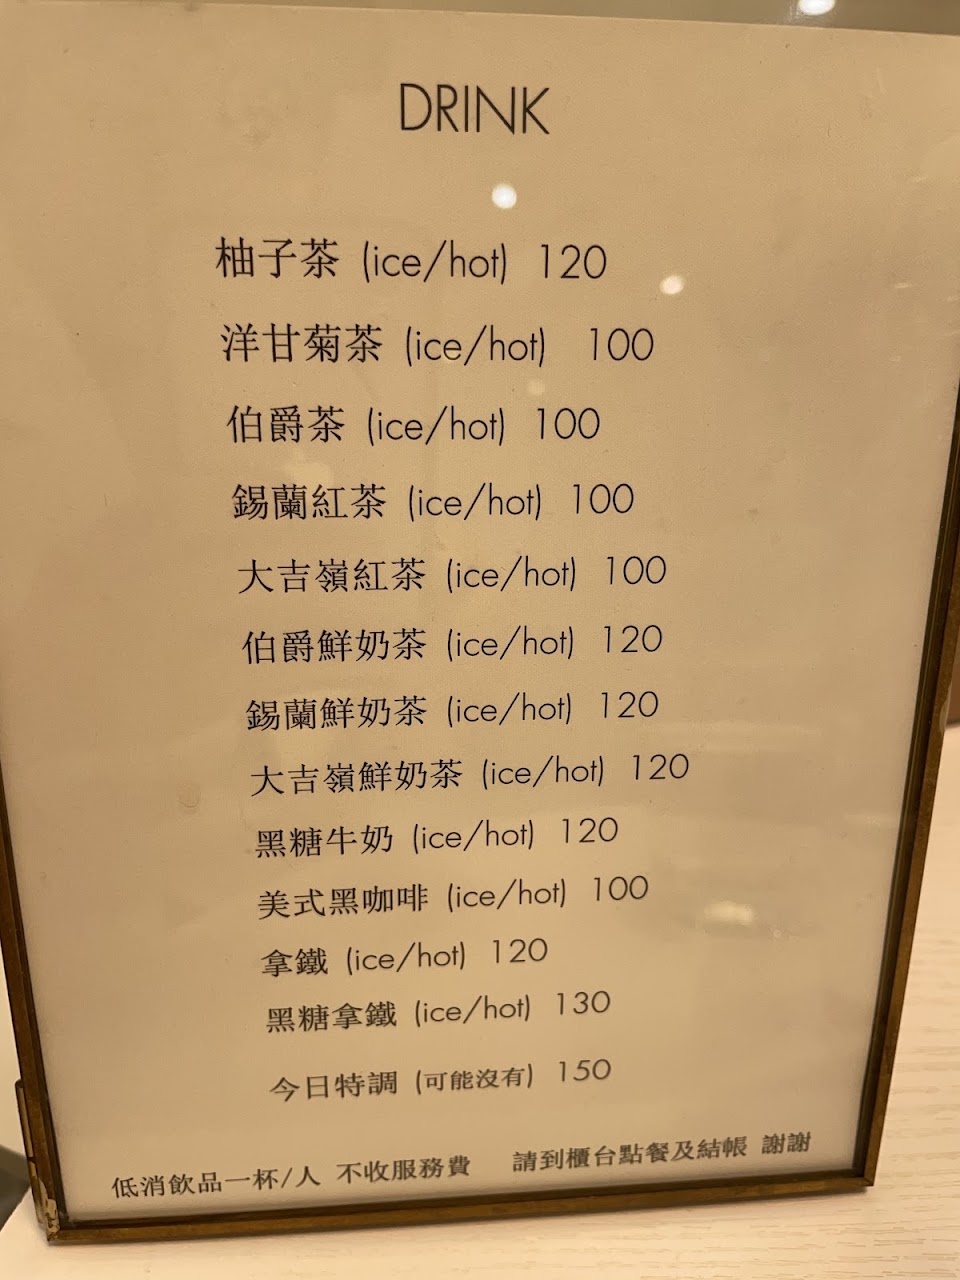 DRINK
柚子茶 (ice/hot) 120
洋甘菊茶 (ice/hot) 100
伯爵茶 (ice/hot) 100
錫蘭紅茶 (ice/hot) 100
大吉嶺紅茶 (ice/hot) 100
伯爵鮮奶茶 (ice/hot) 120
錫蘭鮮奶茶 (ice/hot) 120
大吉嶺鮮奶茶 (ice/hot) 120
黑糖牛奶 (ice/hot) 120
美式黑咖啡 (ice/hot) 100
拿鐵 (ice/hot) 120
黑糖拿鐵 (ice/hot) 130
今日特調 (可能沒有) 150
低消飲品一杯/人 不收服務費 請到櫃台點餐及結帳 謝謝